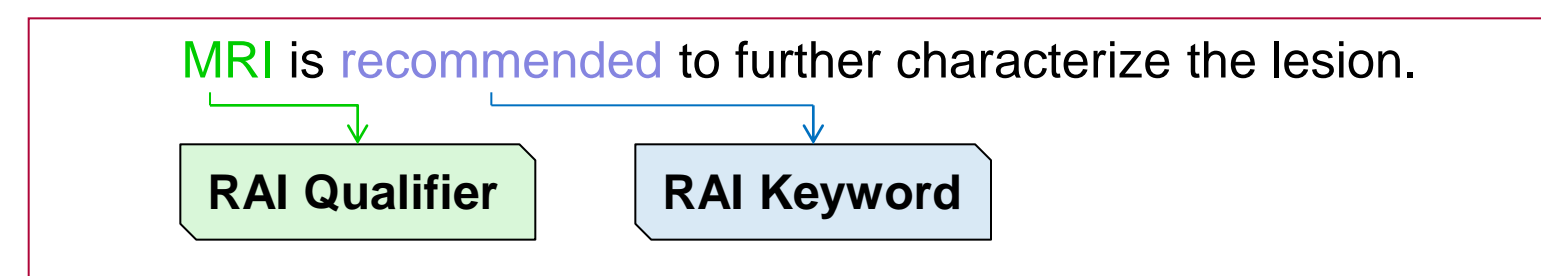 MRI is recommended to further characterize the lesion.
RAI Qualifier RAI Keyword